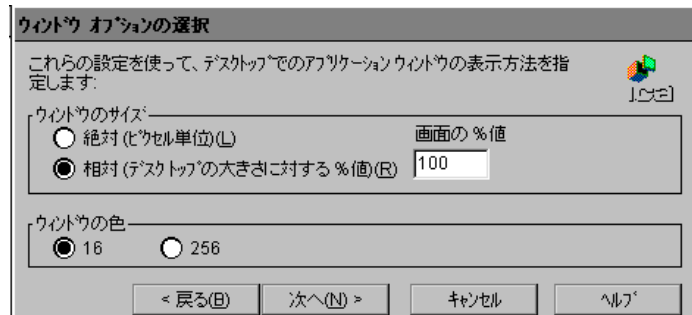 ウィンドウ オプションの選択
これらの設定を使って、デスクトップでのアプリケーション ウィンドウの表示方法を指
定します:
ウィンドウのサイズ
絶対(ピクセル単位)(L)
画面の %値
相対(デスクトップの大きさに対する %値)(R)
100
ウィンドウの色
16
256
< 戻る(B)
次へ(N) >
キャンセル
ヘルプ